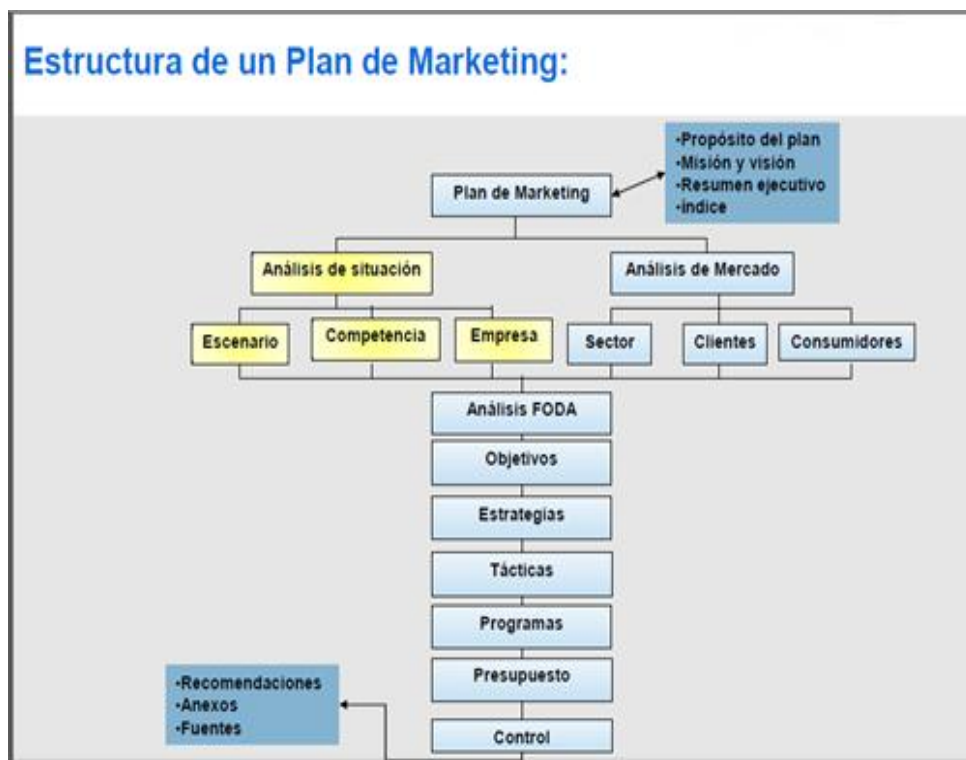 Estructura de un Plan de Marketing:
•Propósito del plan
•Misión y visión
•Resumen ejecutivo
•índice
Plan de Marketing
Análisis de situación
Análisis de Mercado
Escenario
Competencia
Empresa
Sector
Clientes
Consumidores
Análisis FODA
Objetivos
Estrategias
Tácticas
Programas
Presupuesto
•Recomendaciones
•Anexos
•Fuentes
Control